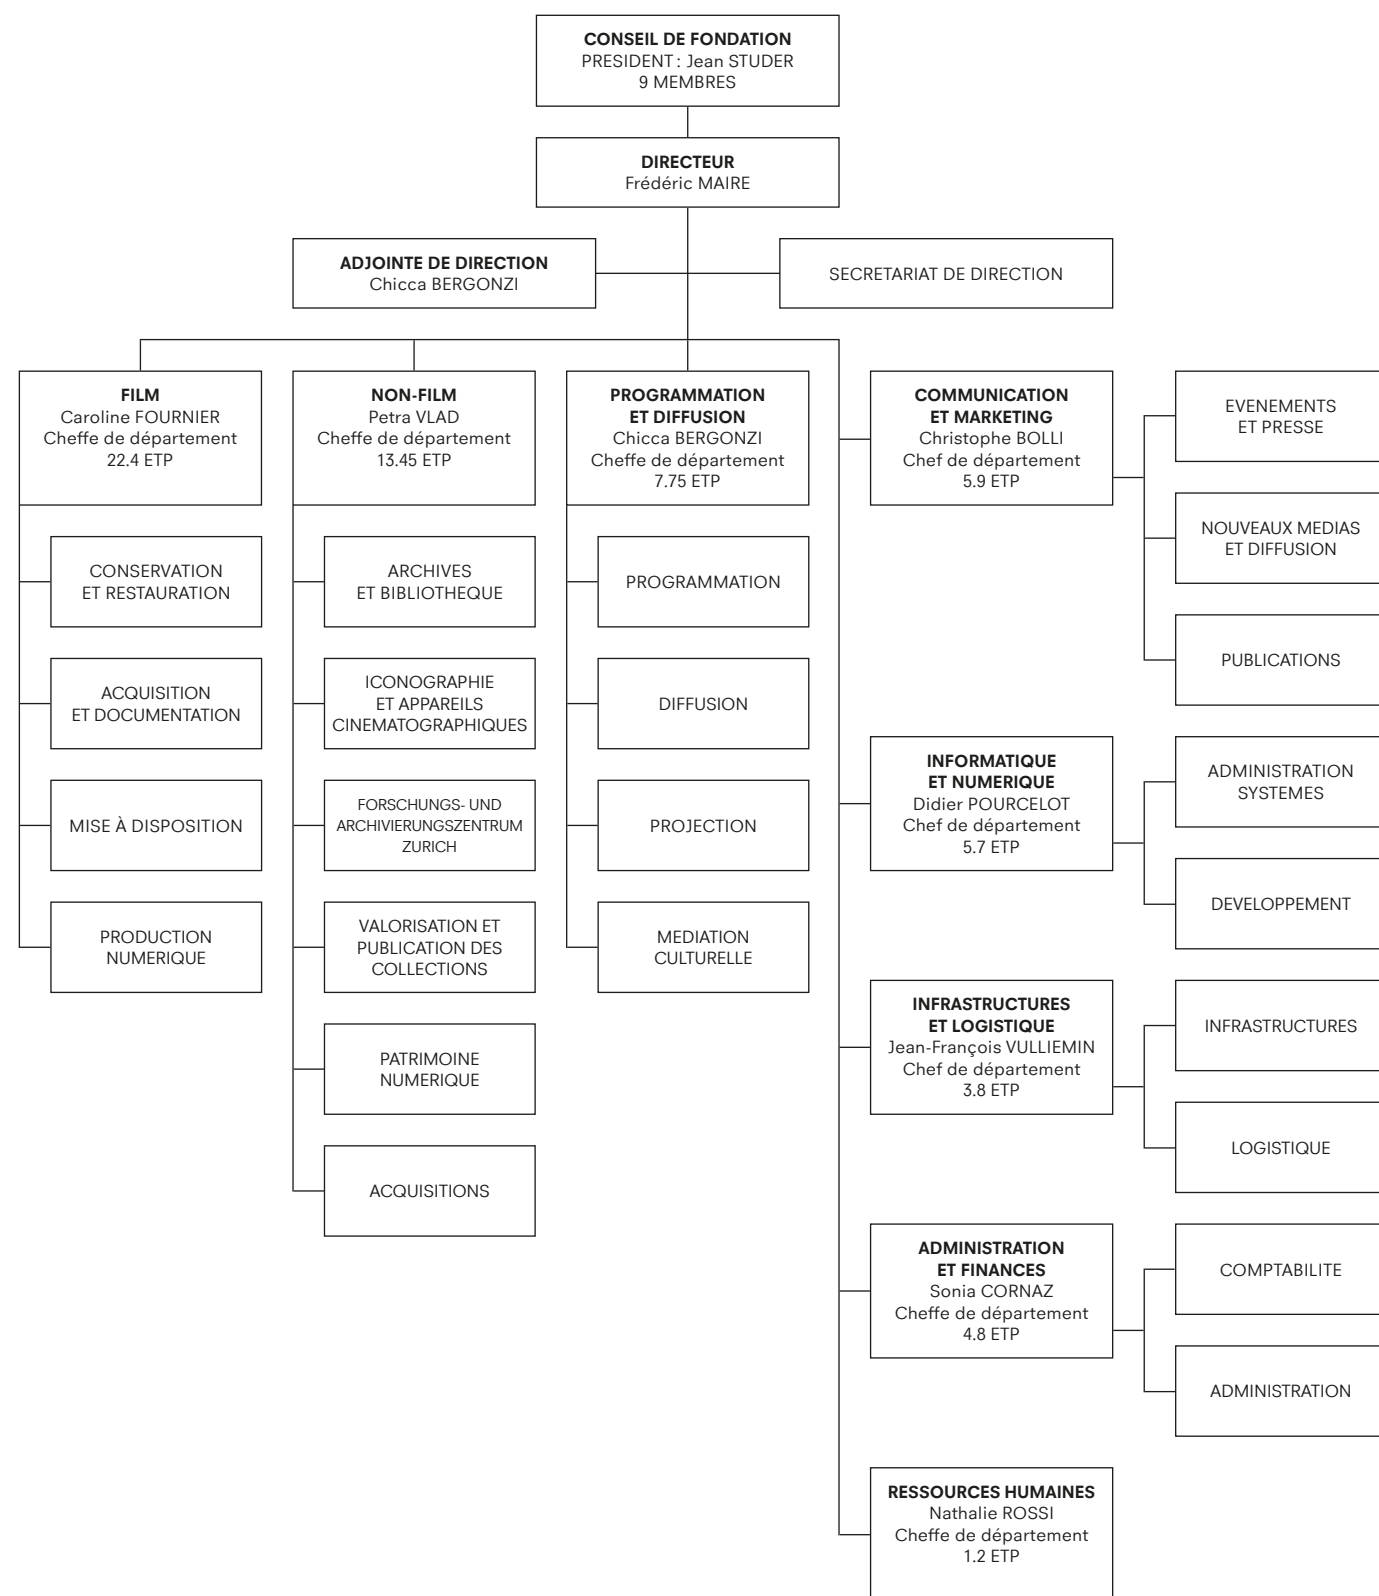 CONSEIL DE FONDATION
PRESIDENT : Jean STUDER
9 MEMBRES
DIRECTEUR
Frédéric MAIRE
ADJOINTE DE DIRECTION
Chicca BERGONZI
SECRETARIAT DE DIRECTION
FILM
Caroline FOURNIER
Cheffe de département
22.4 ETP
CONSERVATION
ET RESTAURATION
ACQUISITION
ET DOCUMENTATION
MISE À DISPOSITION
PRODUCTION
NUMERIQUE
NON-FILM
Petra VLAD
Cheffe de département
13.45 ETP
ARCHIVES
ET BIBLIOTHEQUE
ICONOGRAPHIE
ET APPAREILS
CINEMATOGRAPHIQUES
FORSCHUNGS- UND
ARCHIVIERUNGSZENTRUM
ZURICH
VALORISATION ET
PUBLICATION DES
COLLECTIONS
PATRIMOINE
NUMERIQUE
ACQUISITIONS
PROGRAMMATION
ET DIFFUSION
Chicca BERGONZI
Cheffe de département
7.75 ETP
PROGRAMMATION
DIFFUSION
PROJECTION
MEDIATION
CULTURELLE
COMMUNICATION
ET MARKETING
Christophe BOLLI
Chef de département
5.9 ETP
EVENEMENTS
ET PRESSE
NOUVEAUX MEDIAS
ET DIFFUSION
PUBLICATIONS
INFORMATIQUE
ET NUMERIQUE
Didier POURCELOT
Chef de département
5.7 ETP
ADMINISTRATION
SYSTEMES
DEVELOPPEMENT
INFRASTRUCTURES
ET LOGISTIQUE
Jean-François VULLIEMIN
Chef de département
3.8 ETP
INFRASTRUCTURES
LOGISTIQUE
ADMINISTRATION
ET FINANCES
Sonia CORNAZ
Cheffe de département
4.8 ETP
COMPTABILITE
ADMINISTRATION
RESSOURCES HUMAINES
Nathalie ROSSI
Cheffe de département
1.2 ETP